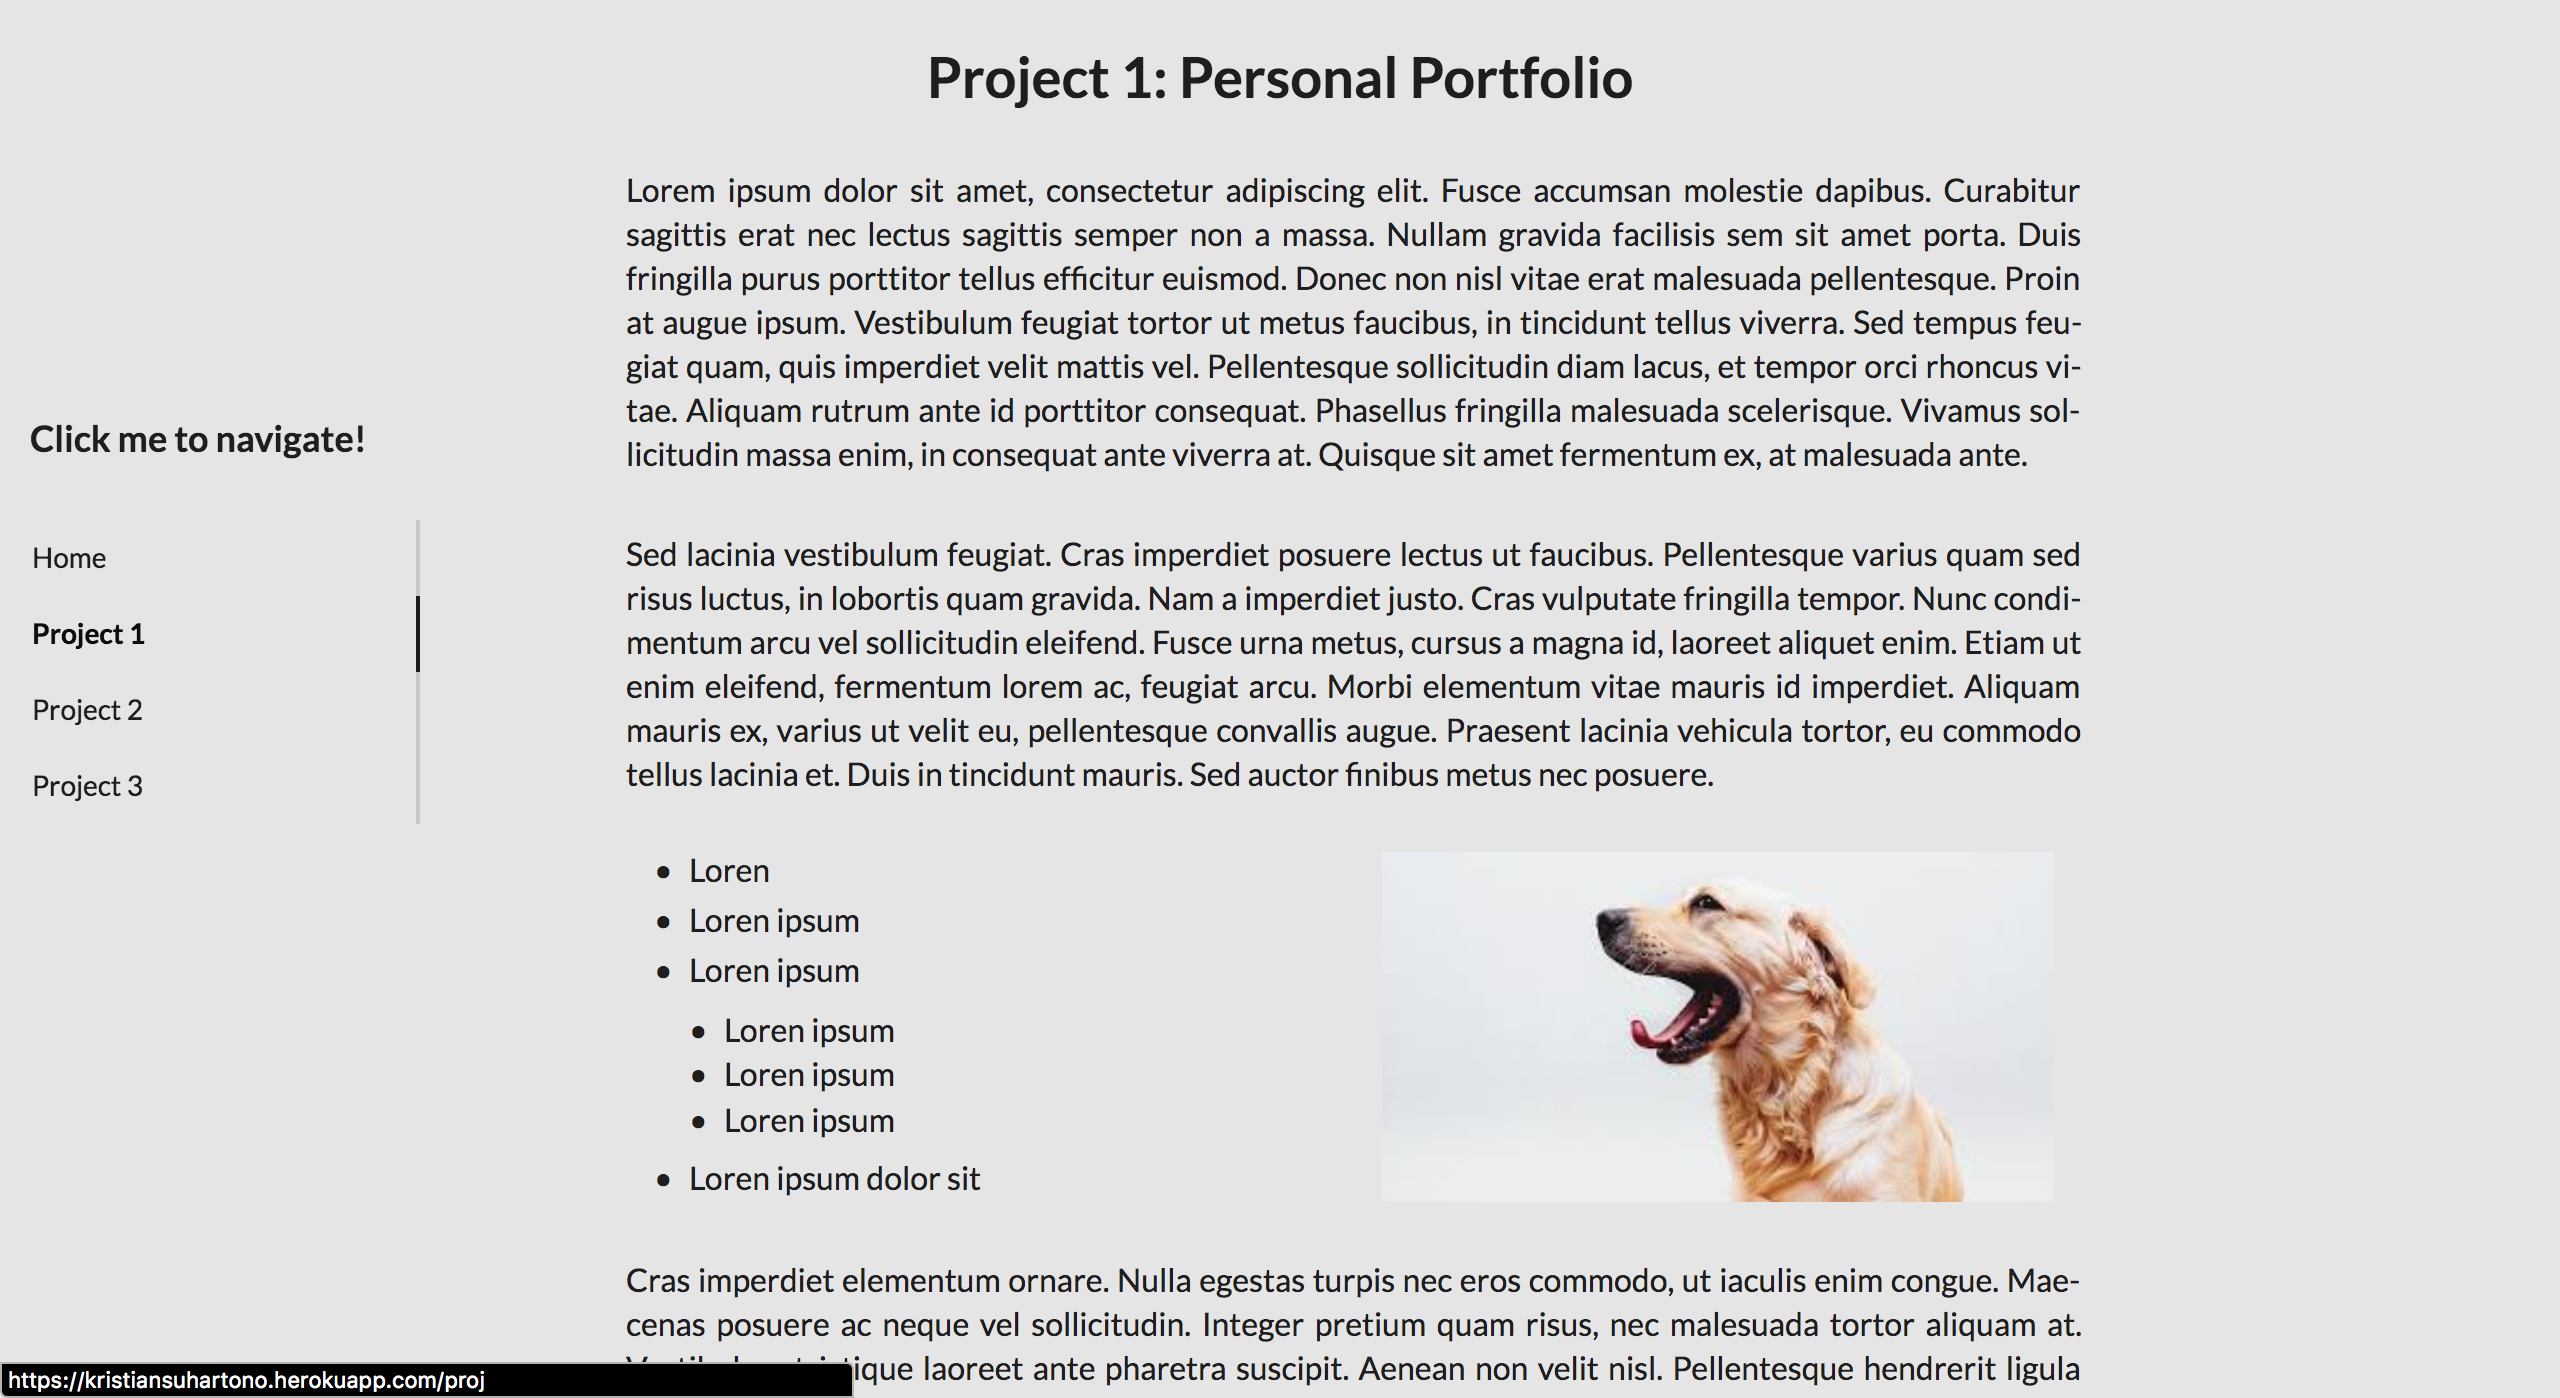 Project 1: Personal Portfolio
Lorem ipsum dolor sit amet, consectetur adipiscing elit. Fusce accumsan molestie dapibus. Curabitur
sagittis erat nec lectus sagittis semper non a massa. Nullam gravida facilisis sem sit amet porta. Duis
fringilla purus porttitor tellus efficitur euismod. Donec non nisl vitae erat malesuada pellentesque. Proin
at augue ipsum. Vestibulum feugiat tortor ut metus faucibus, in tincidunt tellus viverra. Sed tempus feu-
giat quam, quis imperdiet velit mattis vel. Pellentesque sollicitudin diam lacus, et tempor orci rhoncus vi-
tae. Aliquam rutrum ante id porttitor consequat. Phasellus fringilla malesuada scelerisque. Vivamus sol-
licitudin massa enim, in consequat ante viverra at. Quisque sit amet fermentum ex, at malesuada ante.
Click me to navigate!
Home
Project 1
Project 2
Project 3
Sed lacinia vestibulum feugiat. Cras imperdiet posuere lectus ut faucibus. Pellentesque varius quam sed
risus luctus, in lobortis quam gravida. Nam a imperdiet justo. Cras vulputate fringilla tempor. Nunc condi-
mentum arcu vel sollicitudin eleifend. Fusce urna metus, cursus a magna id, laoreet aliquet enim. Etiam ut
enim eleifend, fermentum lorem ac, feugiat arcu. Morbi elementum vitae mauris id imperdiet. Aliquam
mauris ex, varius ut velit eu, pellentesque convallis augue. Praesent lacinia vehicula tortor, eu commodo
tellus lacinia et. Duis in tincidunt mauris. Sed auctor finibus metus nec posuere.
Loren
Loren ipsum
Loren ipsum
Loren ipsum
Loren ipsum
Loren ipsum
Loren ipsum dolor sit
Cras imperdiet elementum ornare. Nulla egestas turpis nec eros commodo, ut iaculis enim congue. Mae-
cenas posuere ac neque vel sollicitudin. Integer pretium quam risus, nec malesuada tortor aliquam at.
laoreet ante pharetra suscipit. Aenean non velit nisl. Pellentesque hendrerit ligula
https://kristiansuhartono.herokuapp.com/proj